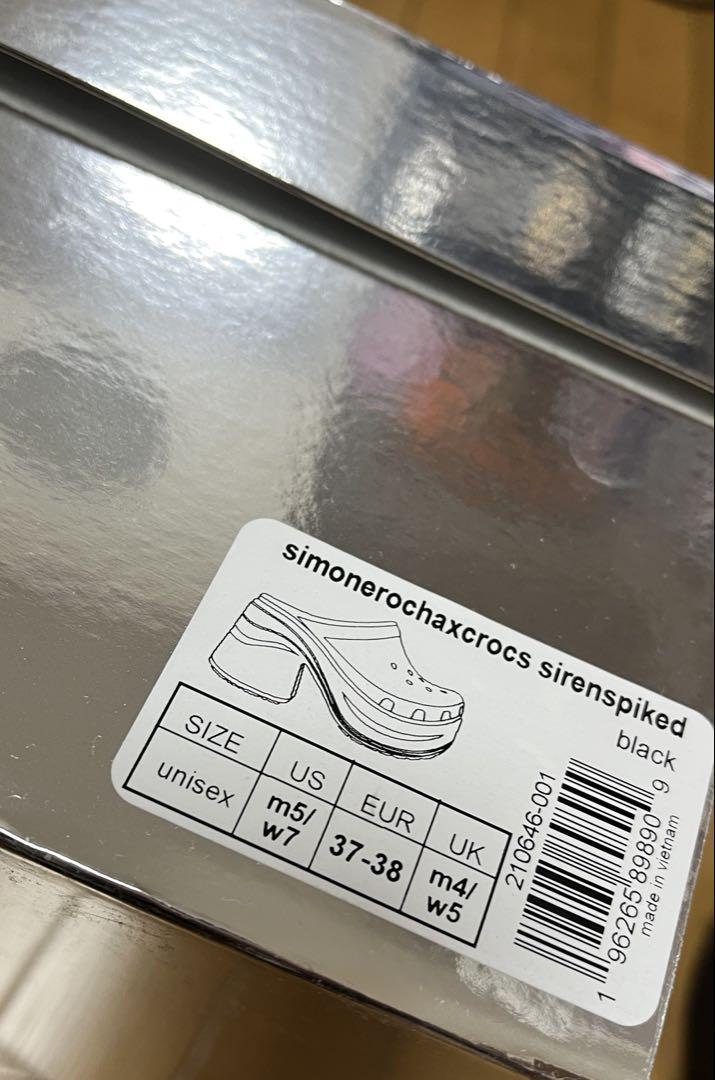 simonerochaxcrocs sirenspiked
black
SIZE US EUR UK
unisex m5/w7 37-38 m4/w5
210646-001
1 96265 89890 9
made in vietnam